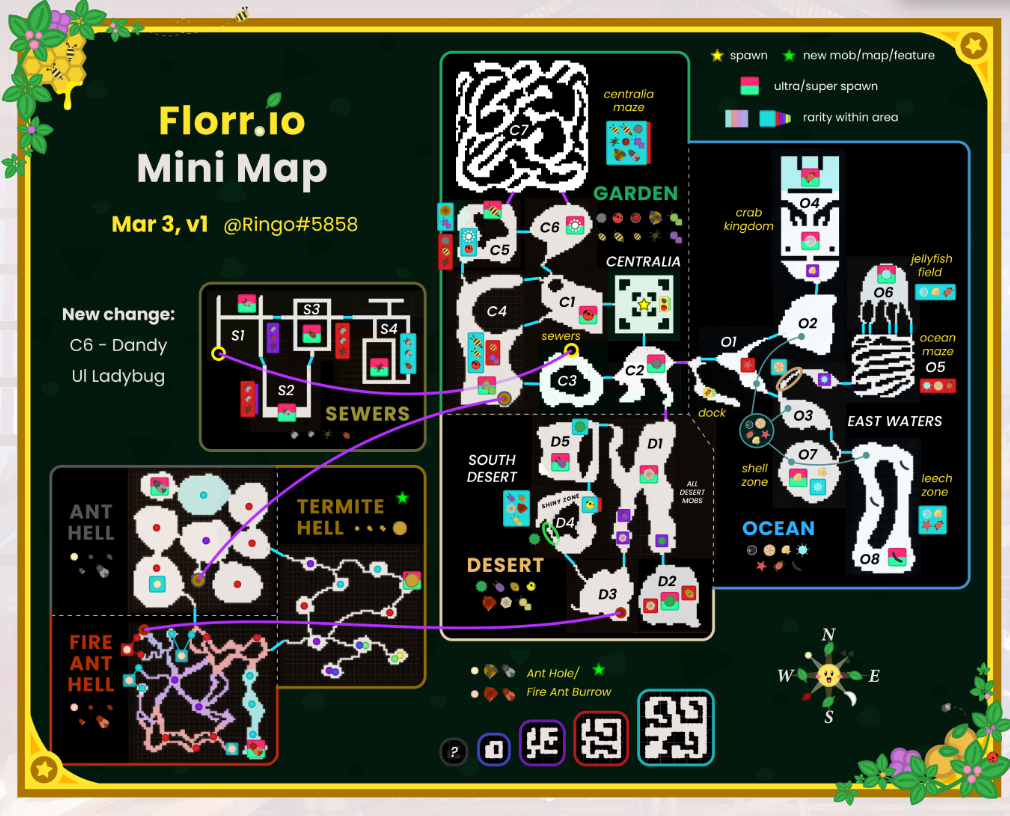 Florr.io
Mini Map
Mar 3, v1 @Ringo#5858
New change:
C6 - Dandy
Ul Ladybug
spawn
new mob/map/feature
ultra/super spawn
rarity within area
C7
centralia
maze
GARDEN
C5
C6
CENTRALIA
C4
C1
sewers
C3
C2
S1
S3
S4
S2
SEWERS
crab
kingdom
O4
jellyfish
field
O6
O2
O1
ocean
maze
O5
dock
O3
EAST WATERS
shell
zone
O7
leech
zone
OCEAN
O8
SOUTH
DESERT
D5
D1
ALL
DESERT
MOBS
SHINY ZONE
D4
DESERT
D3
D2
ANT
HELL
TERMITE
HELL
FIRE
ANT
HELL
Ant Hole/
Fire Ant Burrow
?
N
W
E
S